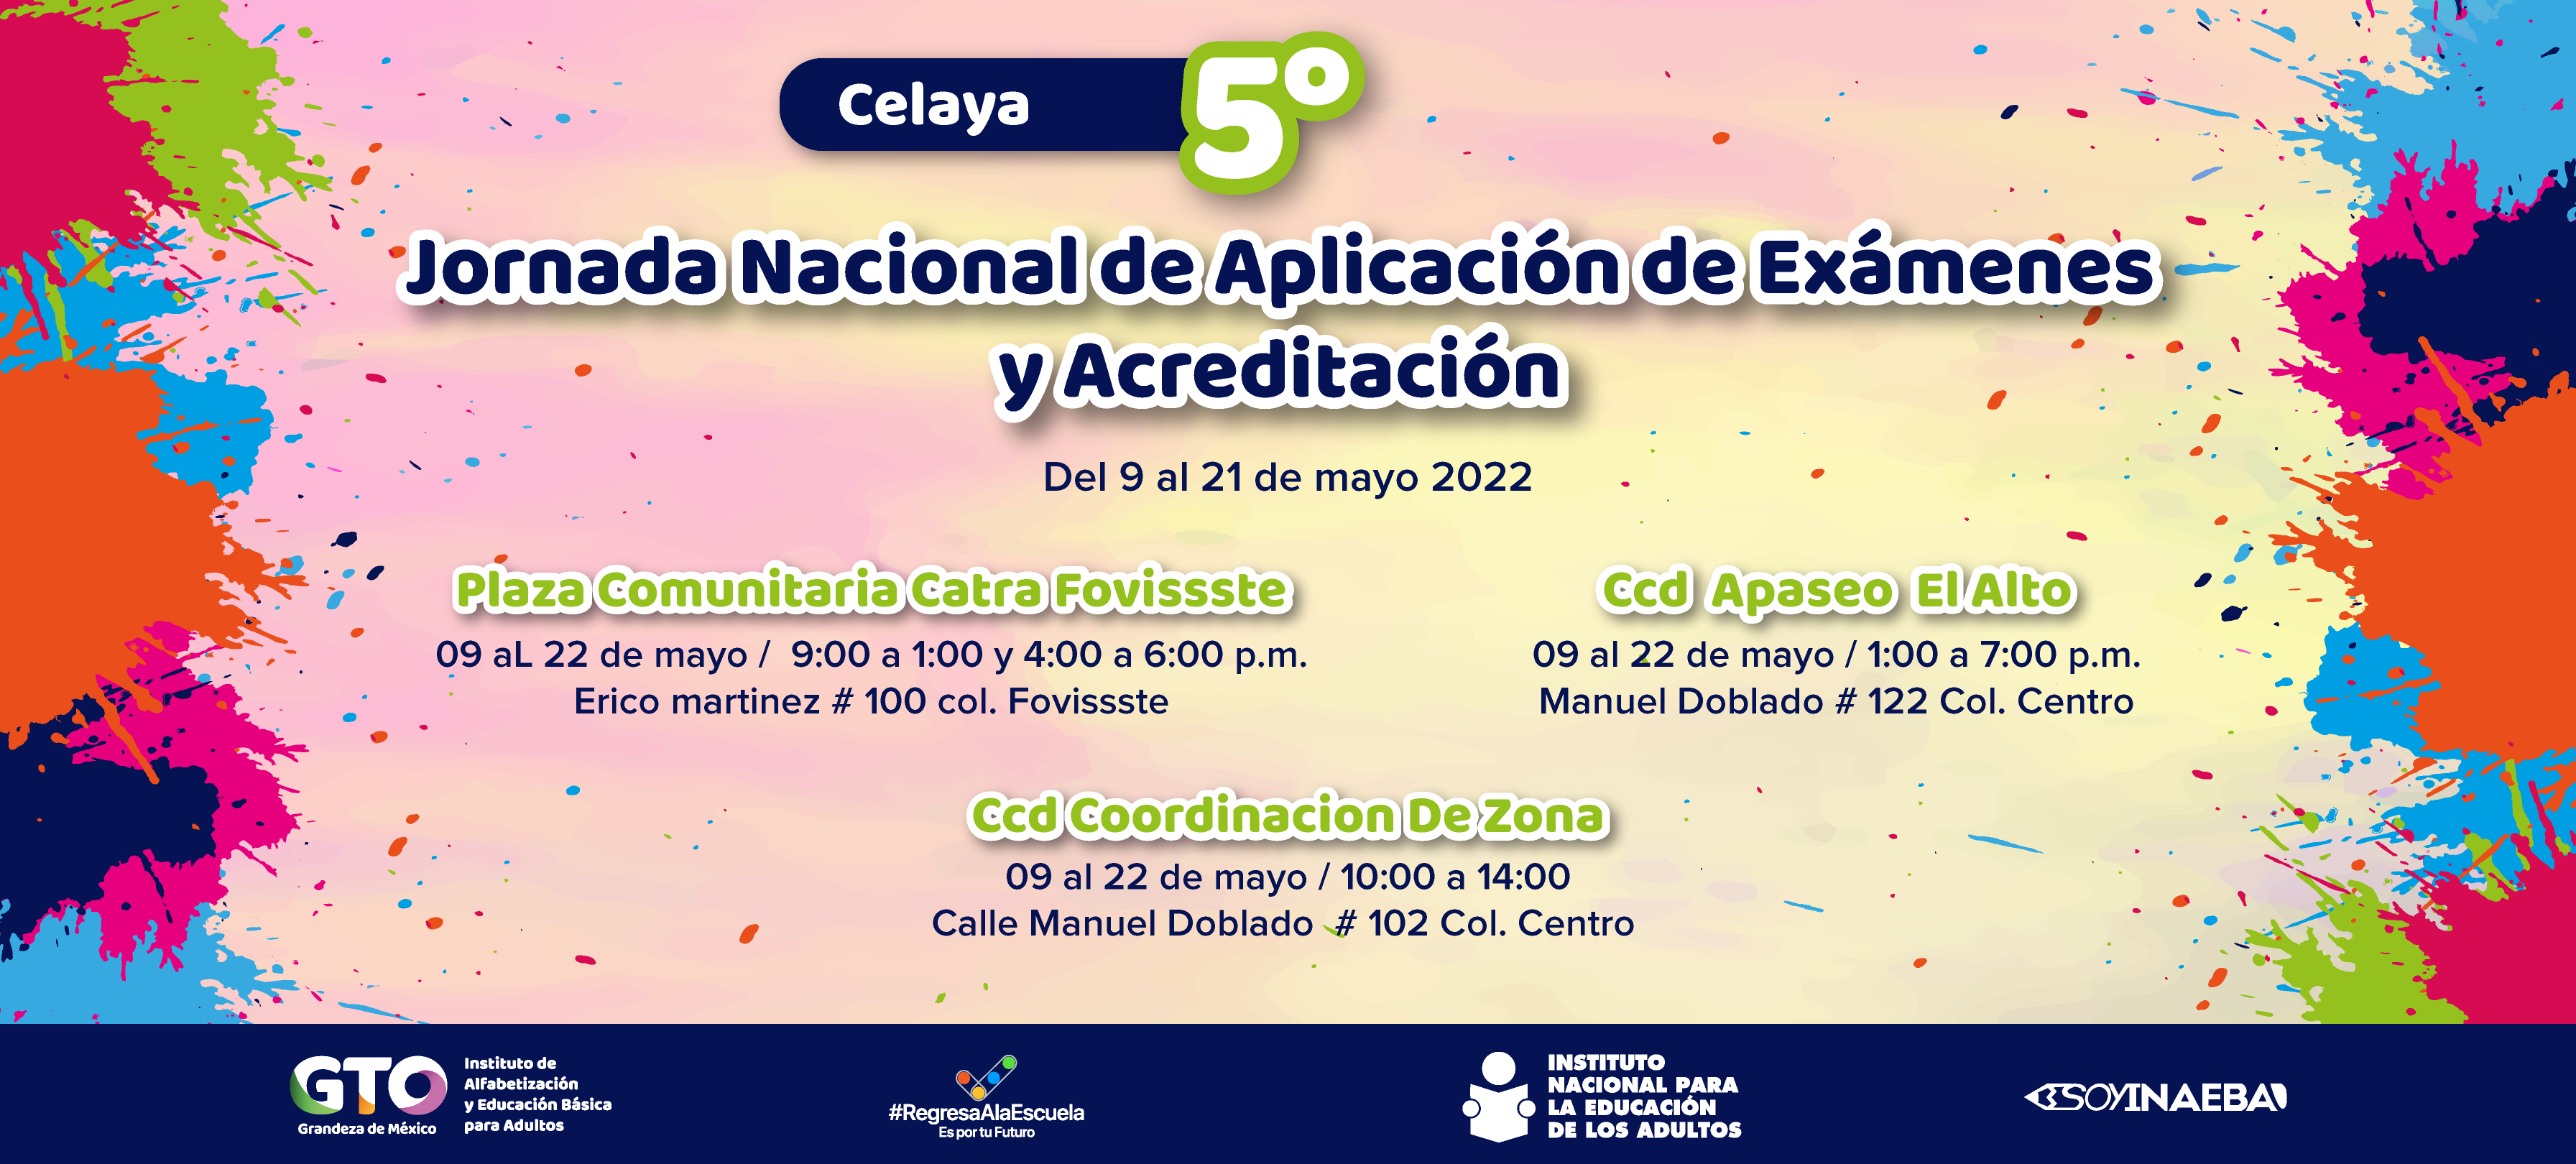 Celaya 5°
Jornada Nacional de Aplicación de Exámenes
y Acreditación
Del 9 al 21 de mayo 2022
Plaza Comunitaria Catra Fovissste
09 aL 22 de mayo / 9:00 a 1:00 y 4:00 a 6:00 p.m.
Erico martinez # 100 col. Fovissste
Ccd Apaseo El Alto
09 al 22 de mayo / 1:00 a 7:00 p.m.
Manuel Doblado # 122 Col. Centro
Ccd Coordinacion De Zona
09 al 22 de mayo / 10:00 a 14:00
Calle Manuel Doblado # 102 Col. Centro
GTO
Grandeza de México
Instituto de
Alfabetización
y Educación Básica
para Adultos
#RegresaAlaEscuela
Es por tu Futuro
INSTITUTO
NACIONAL PARA
LA EDUCACIÓN
DE LOS ADULTOS
SOYINAEBA